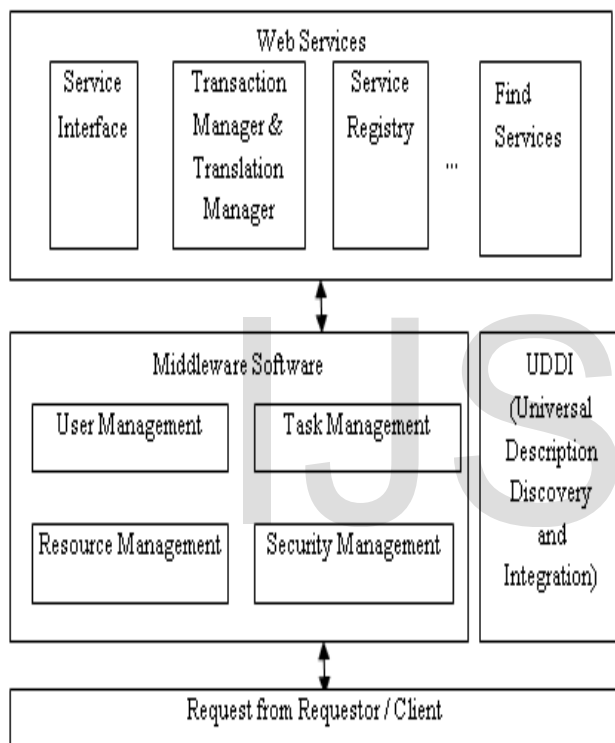 Web Services
Service
Interface
Transaction
Manager &
Translation
Manager
Service
Registry
...
Find
Services
Middleware Software
User Management
Task Management
Resource Management
Security Management
UDDI
(Universal
Description
Discovery
and
Integration)
IJS
Request from Requestor / Client